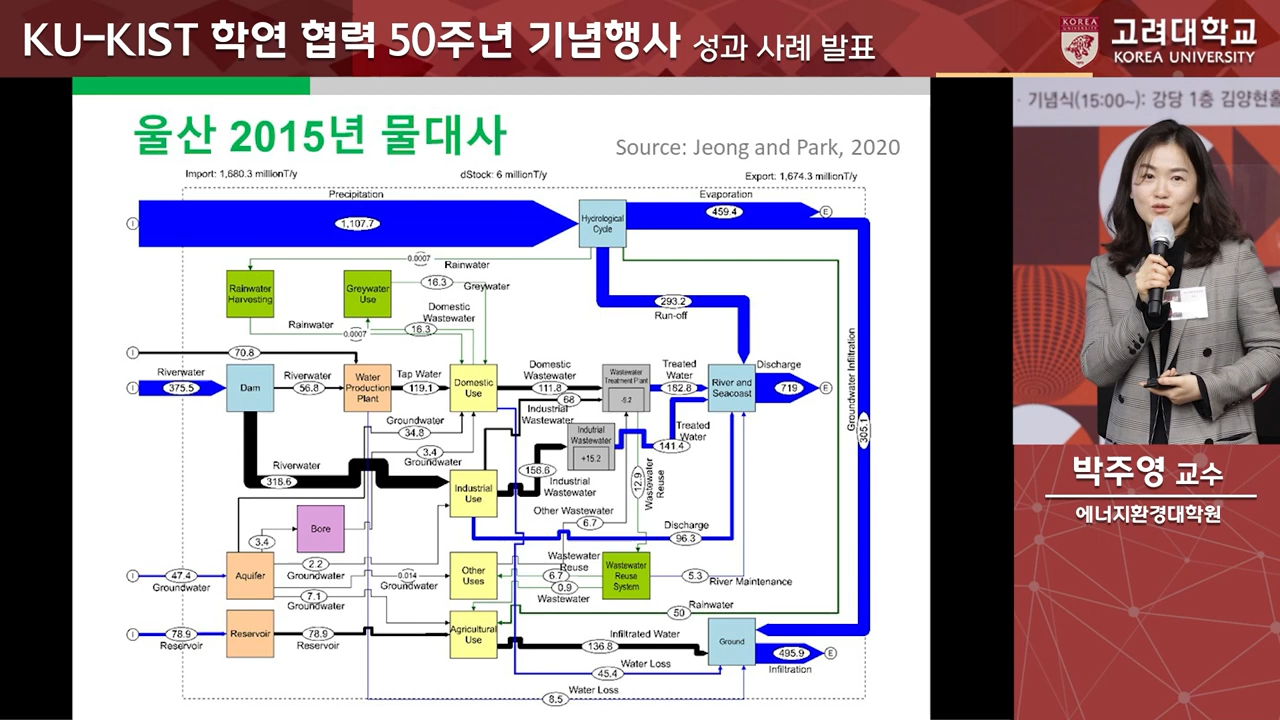 KU-KIST 학연 협력 50주년 기념행사 성과 사례 발표
KOREA UNIVERSITY
고려대학교
KOREA UNIVERSITY
· 기념식(15:00~): 강당 1층 김양현홀
울산 2015년 물대사
Source: Jeong and Park, 2020
Import: 1,680.3 millionT/y
dStock: 6 millionT/y
Export: 1,674.3 millionT/y
Precipitation
Evaporation
I
1,107.7
Hydrological
Cycle
459.4
E
0.0007
Rainwater
Rainwater
Harvesting
Greywater
Use
16.3
Greywater
Domestic
Wastewater
Rainwater
0.0007
16.3
293.2
Run-off
Groundwater Infiltration
305.1
I
70.8
Riverwater
I
375.5
Dam
Riverwater
56.8
Water
Production
Plant
Tap Water
119.1
Domestic
Use
Domestic
Wastewater
111.8
68
Industrial
Wastewater
Wastewater
Treatment Plant
-9.2
Treated
Water
182.8
River and
Seacoast
Discharge
719
E
Groundwater
34.8
3.4
Groundwater
Indutrial
Wastewater
+15.2
Treated
Water
141.4
Riverwater
318.6
Industrial
Use
156.6
Industrial
Wastewater
12.9
Wastewater
Reuse
Other Wastewater
6.7
Discharge
96.3
Bore
3.4
I
47.4
Groundwater
Aquifer
2.2
Groundwater
0.014
Groundwater
7.1
Groundwater
Other
Uses
Wastewater
Reuse
6.7
0.9
Wastewater
Wastewater
Reuse
System
5.3
River Maintenance
50
Rainwater
I
78.9
Reservoir
Reservoir
78.9
Reservoir
Agricultural
Use
Infiltrated Water
136.8
Ground
495.9
E
Infiltration
Water Loss
45.4
Water Loss
8.5
박주영 교수
에너지환경대학원